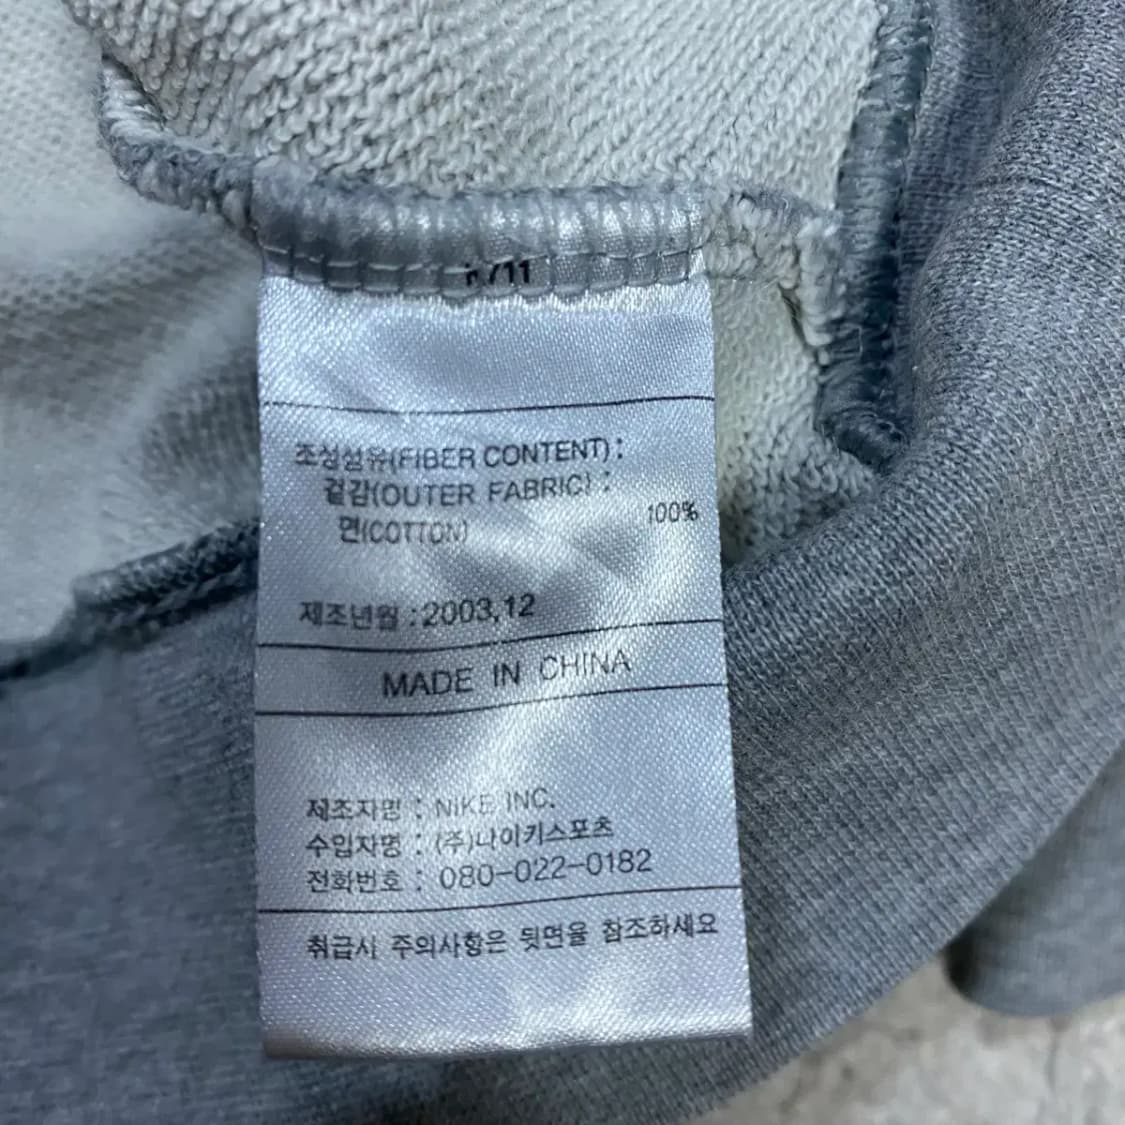 조성섬유(FIBER CONTENT):
겉감(OUTER FABRIC) :
면(COTTON) 100%
제조년월 : 2003,12
MADE IN CHINA
제조자명 : NIKE INC.
수입자명 : (주)나이키스포츠
전화번호 : 080-022-0182
취급시 주의사항은 뒷면을 참조하세요